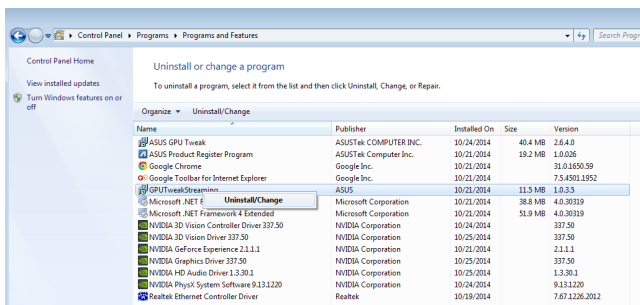 Control Panel ▸ Programs ▸ Programs and Features
Search Progr
Control Panel Home
View installed updates
Turn Windows features on or
off
Uninstall or change a program
To uninstall a program, select it from the list and then click Uninstall, Change, or Repair.
Organize Uninstall/Change
Name Publisher Installed On Size Version
ASUS GPU Tweak ASUSTek COMPUTER INC. 10/24/2014 40.4 MB 2.6.4.0
ASUS Product Register Program ASUSTek Computer Inc. 10/21/2014 19.2 MB 1.0.026
Google Chrome Google Inc. 10/21/2014 31.0.1650.59
Google Toolbar for Internet Explorer Google Inc. 10/21/2014 7.5.4501.1952
GPUTweakStreaming ASUS 10/21/2014 11.5 MB 1.0.3.5
Uninstall/Change
Microsoft .NET F Microsoft Corporation 10/21/2014 38.8 MB 4.0.30319
Microsoft .NET Framework 4 Extended Microsoft Corporation 10/21/2014 51.9 MB 4.0.30319
NVIDIA 3D Vision Controller Driver 337.50 NVIDIA Corporation 10/24/2014 337.50
NVIDIA 3D Vision Driver 337.50 NVIDIA Corporation 10/25/2014 337.50
NVIDIA GeForce Experience 2.1.1.1 NVIDIA Corporation 10/21/2014 2.1.1.1
NVIDIA Graphics Driver 337.50 NVIDIA Corporation 10/25/2014 337.50
NVIDIA HD Audio Driver 1.3.30.1 NVIDIA Corporation 10/25/2014 1.3.30.1
NVIDIA PhysX System Software 9.13.1220 NVIDIA Corporation 10/24/2014 9.13.1220
Realtek Ethernet Controller Driver Realtek 10/19/2014 7.67.1226.2012